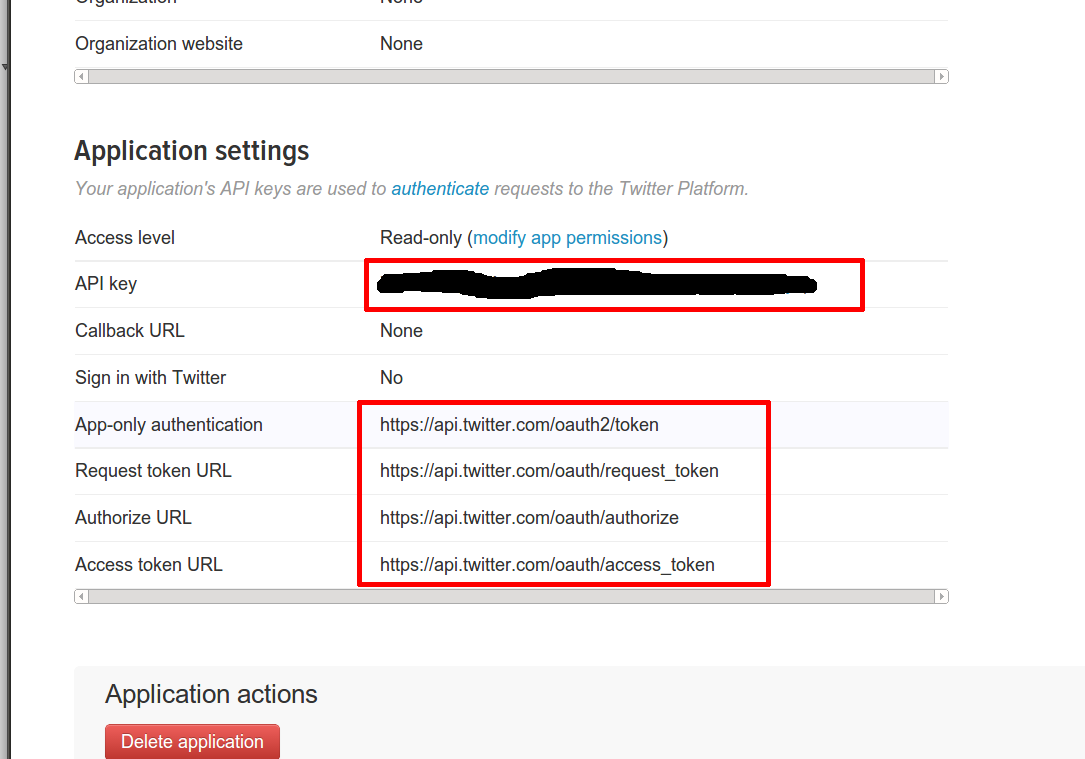 Organization None
Organization website None
Application settings
Your application's API keys are used to authenticate requests to the Twitter Platform.
Access level Read-only (modify app permissions)
API key
Callback URL None
Sign in with Twitter No
App-only authentication https://api.twitter.com/oauth2/token
Request token URL https://api.twitter.com/oauth/request_token
Authorize URL https://api.twitter.com/oauth/authorize
Access token URL https://api.twitter.com/oauth/access_token
Application actions
Delete application